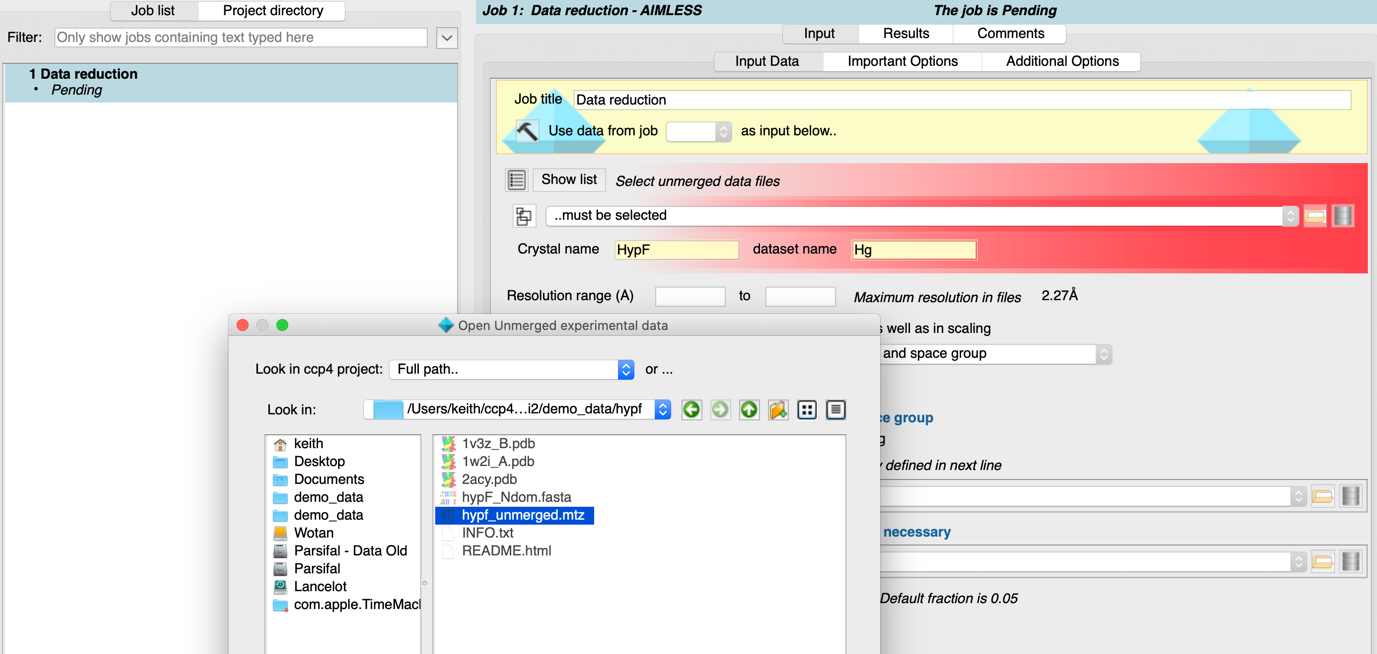 Job list Project directory
Filter: Only show jobs containing text typed here
1 Data reduction
• Pending
Job 1: Data reduction - AIMLESS The job is Pending
Input Results Comments
Input Data Important Options Additional Options
Job title Data reduction
Use data from job as input below..
Show list Select unmerged data files
..must be selected
Crystal name HypF dataset name Hg
Resolution range (Å) to Maximum resolution in files 2.27Å
s well as in scaling
and space group
ce group
g
y defined in next line
necessary
Default fraction is 0.05
Open Unmerged experimental data
Look in ccp4 project: Full path.. or ...
Look in: /Users/keith/ccp4...i2/demo_data/hypf
keith
Desktop
Documents
demo_data
demo_data
Wotan
Parsifal - Data Old
Parsifal
Lancelot
com.apple.TimeMacl
1v3z_B.pdb
1w2i_A.pdb
2acy.pdb
hypF_Ndom.fasta
hypf_unmerged.mtz
INFO.txt
README.html